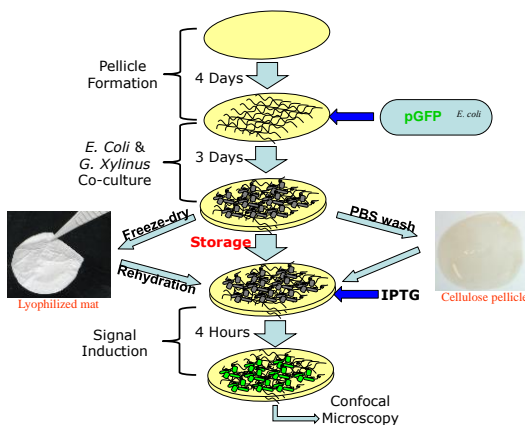 Pellicle
Formation
4 Days
pGFP
E. coli
E. Coli &
G. Xylinus
Co-culture
3 Days
Freeze-dry
PBS wash
Storage
Rehydration
Lyophilized mat
IPTG
Cellulose pellicle
Signal
Induction
4 Hours
Confocal
Microscopy